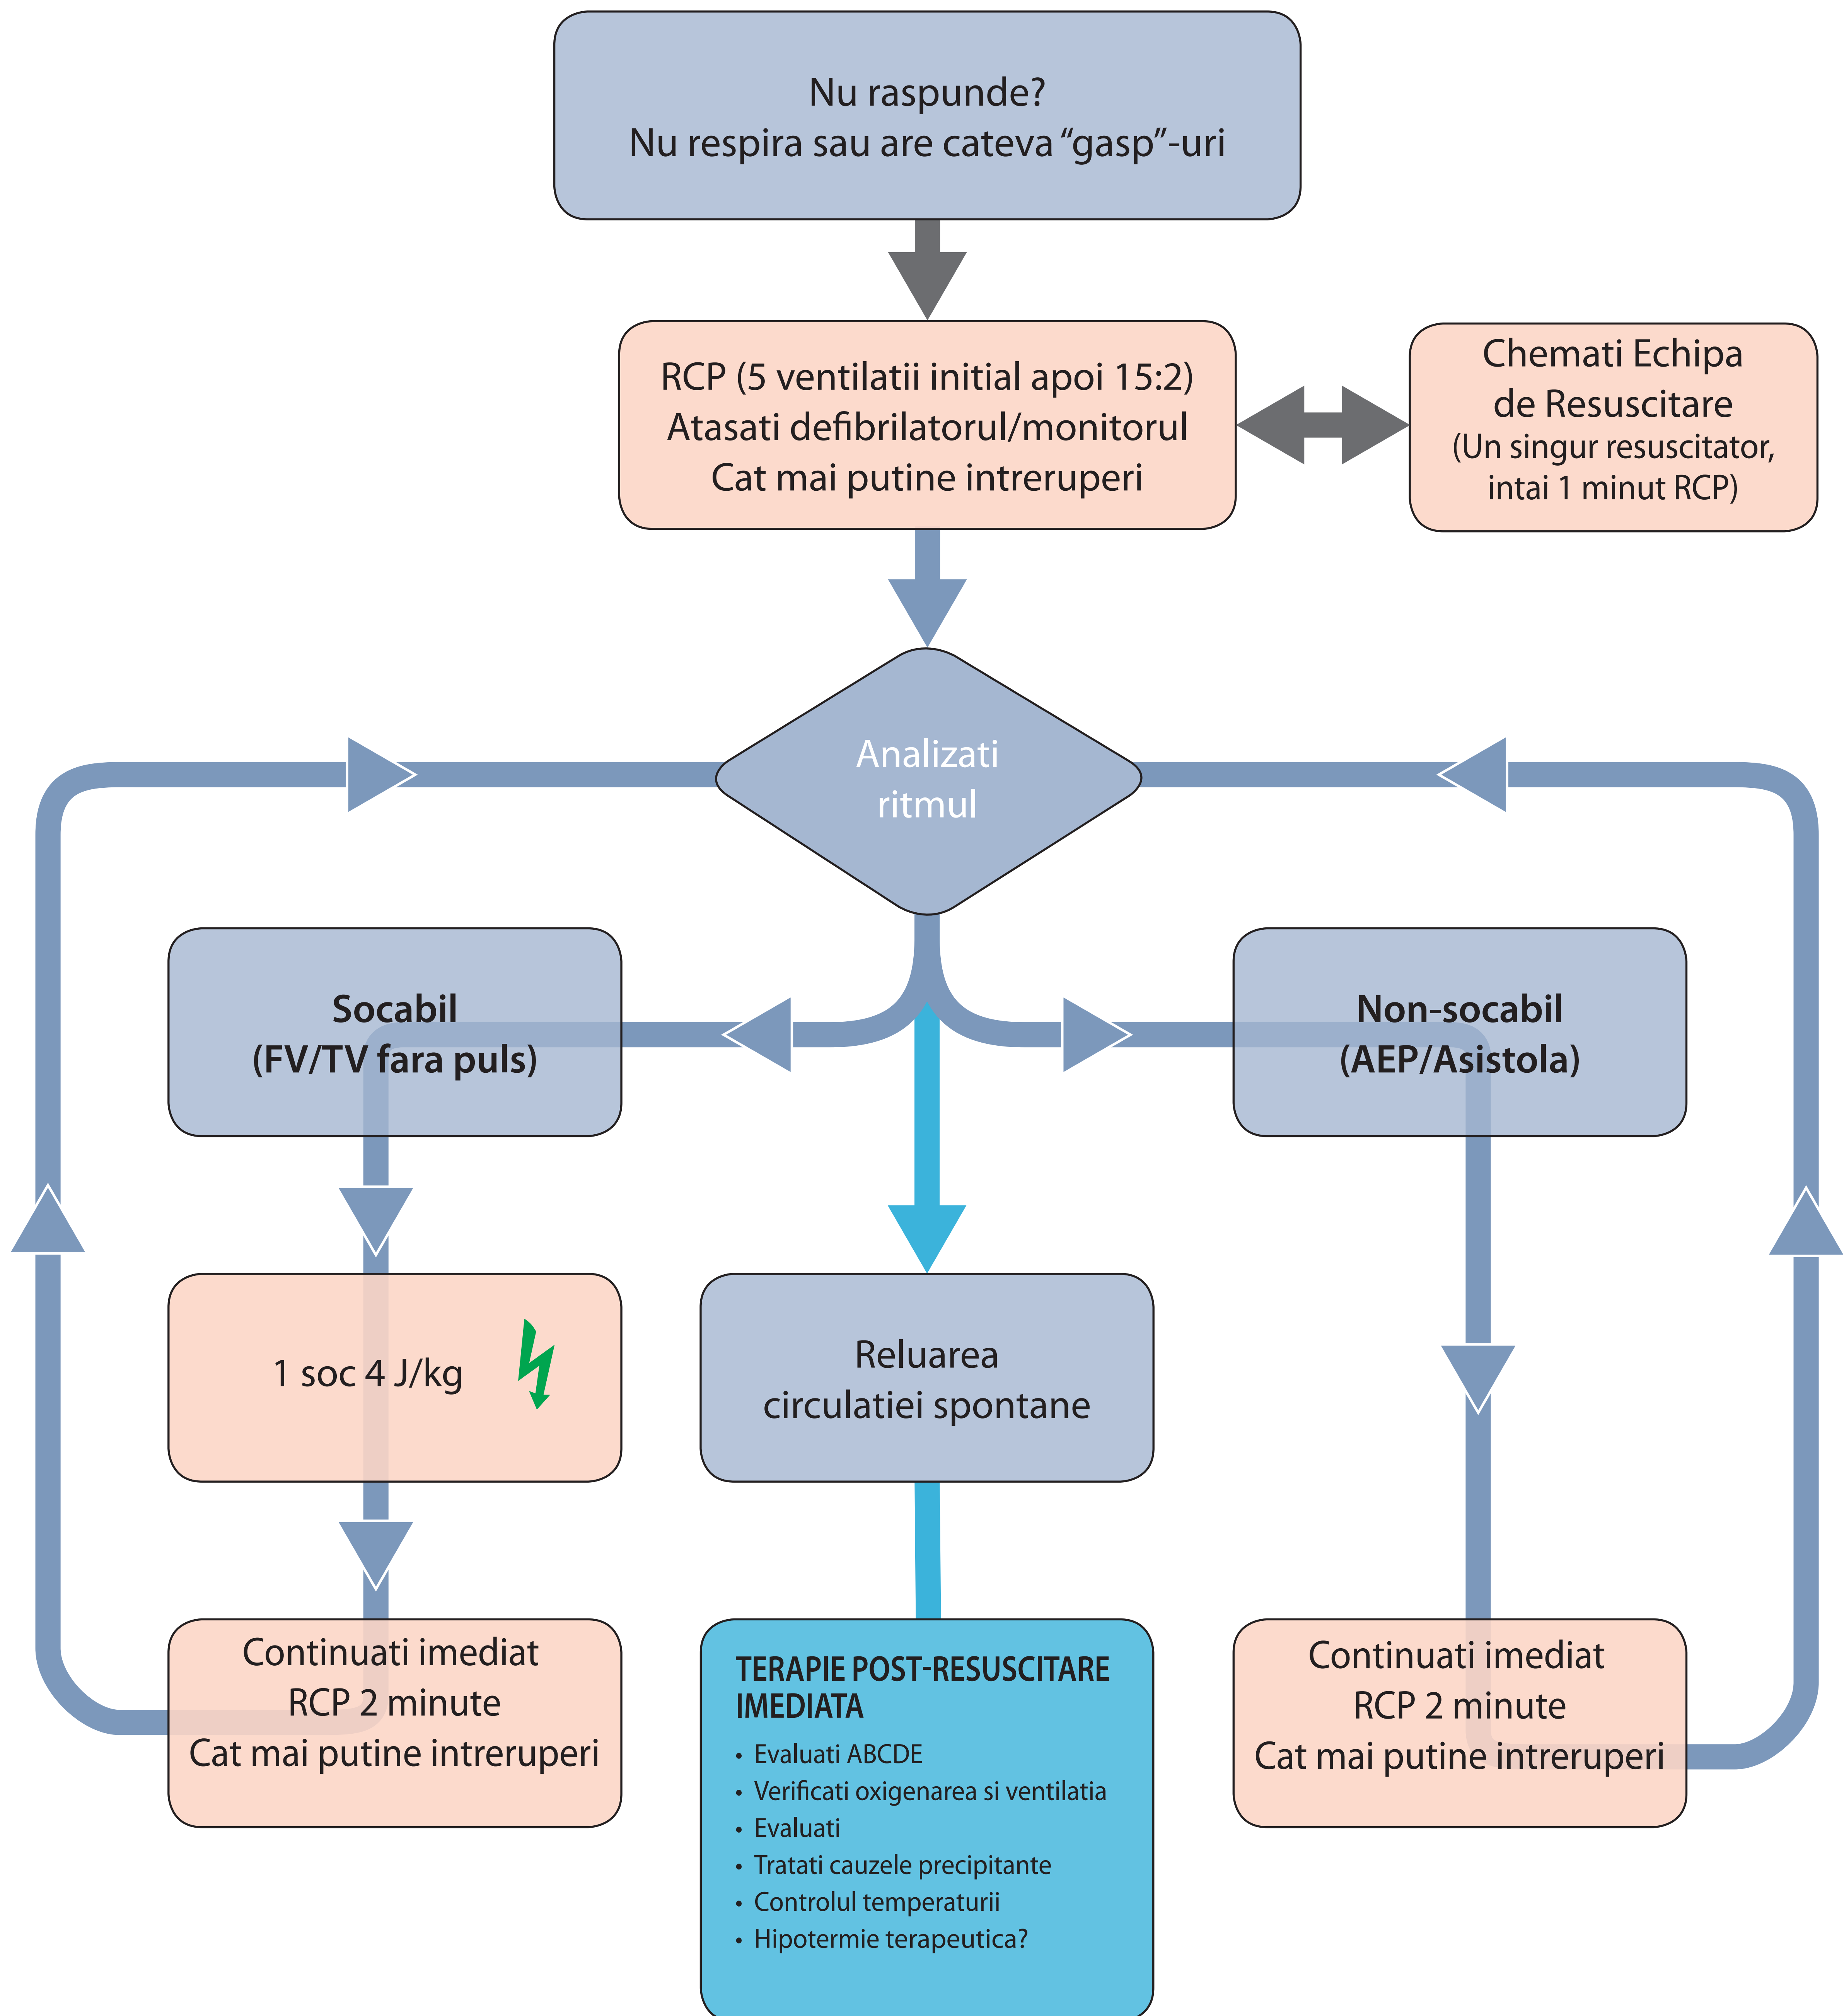 Nu raspunde?
Nu respira sau are cateva “gasp”-uri
RCP (5 ventilatii initial apoi 15:2)
Atasati defibrilatorul/monitorul
Cat mai putine intreruperi
Chemati Echipa
de Resuscitare
(Un singur resuscitator,
intai 1 minut RCP)
Analizati
ritmul
Socabil
(FV/TV fara puls)
Non-socabil
(AEP/Asistola)
1 soc 4 J/kg
Reluarea
circulatiei spontane
Continuati imediat
RCP 2 minute
Cat mai putine intreruperi
TERAPIE POST-RESUSCITARE
IMEDIATA
• Evaluati ABCDE
• Verificati oxigenarea si ventilatia
• Evaluati
• Tratati cauzele precipitante
• Controlul temperaturii
• Hipotermie terapeutica?
Continuati imediat
RCP 2 minute
Cat mai putine intreruperi